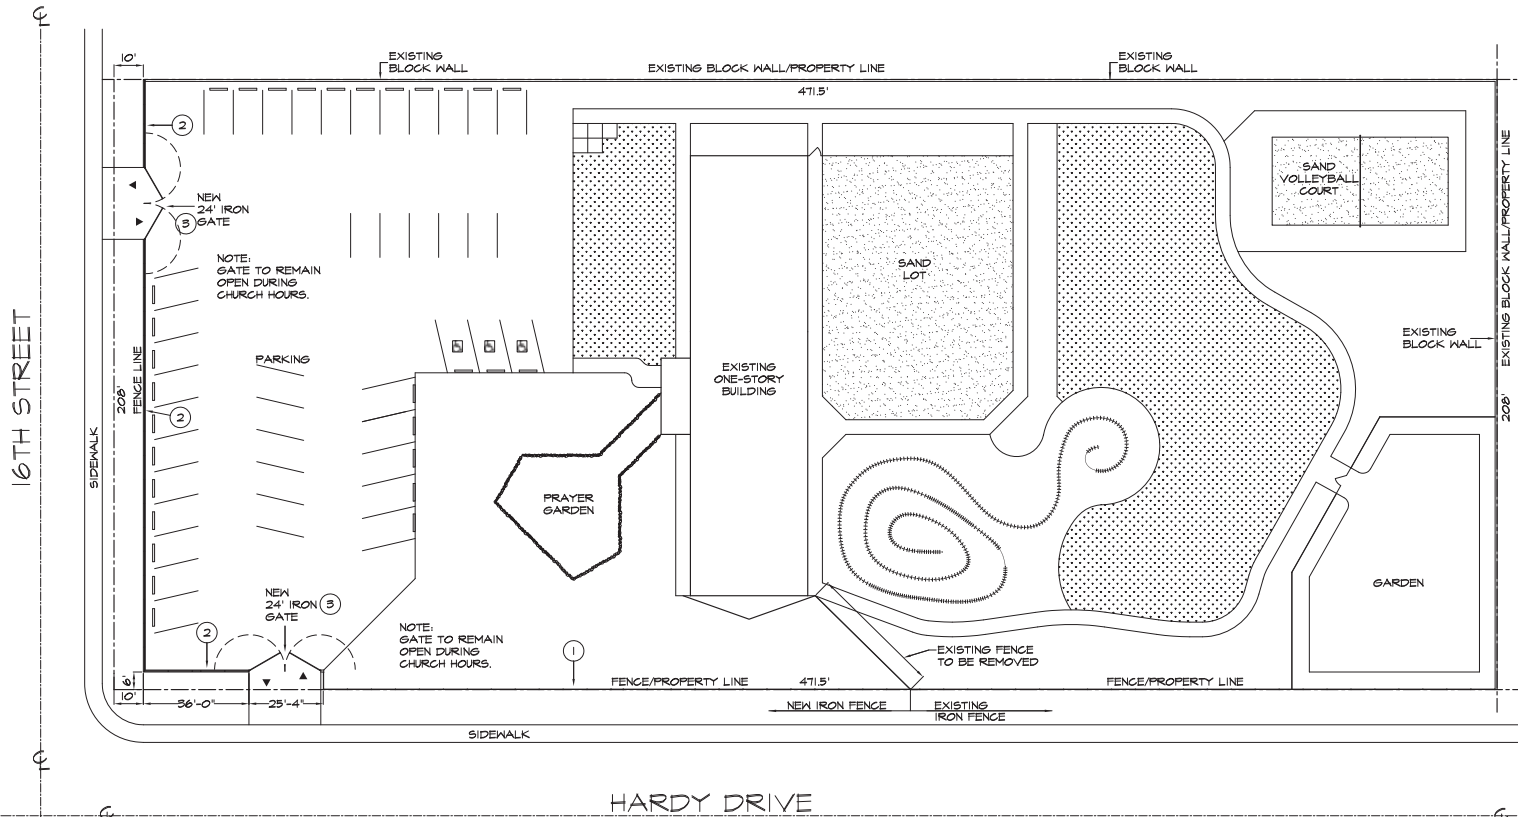 ℄
10'
EXISTING
BLOCK WALL
EXISTING BLOCK WALL/PROPERTY LINE
471.5'
EXISTING
BLOCK WALL
2
NEW
24' IRON
GATE
3
NOTE:
GATE TO REMAIN
OPEN DURING
CHURCH HOURS.
SAND
VOLLEYBALL
COURT
EXISTING BLOCK WALL/PROPERTY LINE
208'
SAND
LOT
EXISTING
BLOCK WALL
16TH STREET
SIDEWALK
208'
FENCE LINE
2
PARKING
EXISTING
ONE-STORY
BUILDING
PRAYER
GARDEN
GARDEN
NEW
24' IRON
GATE
3
2
NOTE:
GATE TO REMAIN
OPEN DURING
CHURCH HOURS.
1
EXISTING FENCE
TO BE REMOVED
6'
10'
36'-0"
25'-4"
FENCE/PROPERTY LINE
471.5'
FENCE/PROPERTY LINE
NEW IRON FENCE
EXISTING
IRON FENCE
SIDEWALK
℄
HARDY DRIVE
℄
℄